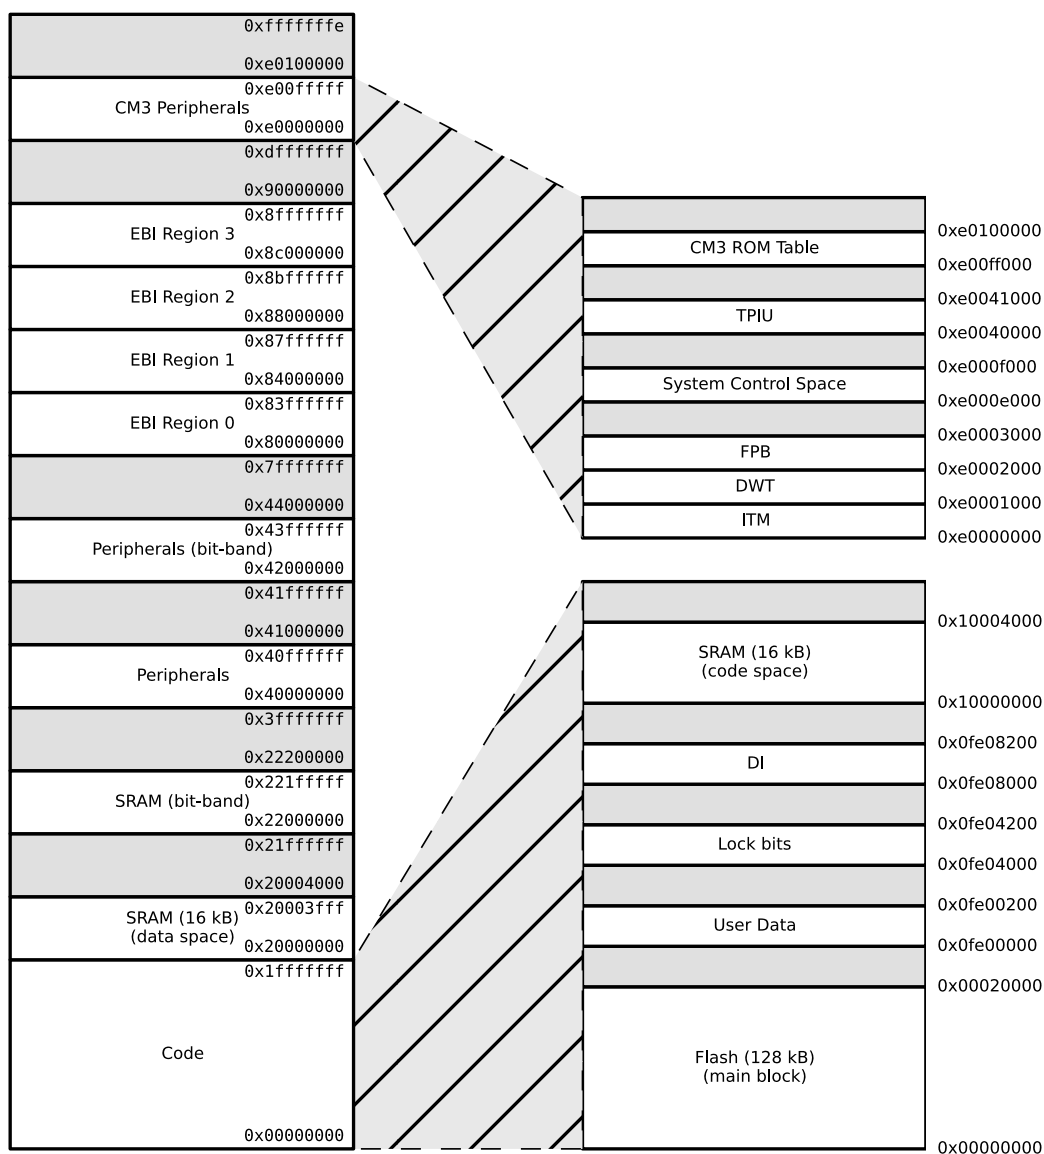 0xfffffffe
0xe0100000
0xe00fffff
CM3 Peripherals
0xe0000000
0xdfffffff
0x90000000
0x8fffffff
EBI Region 3
0x8c000000
0x8bffffff
EBI Region 2
0x88000000
0x87ffffff
EBI Region 1
0x84000000
0x83ffffff
EBI Region 0
0x80000000
0x7fffffff
0x44000000
0x43ffffff
Peripherals (bit-band)
0x42000000
0x41ffffff
0x41000000
0x40ffffff
Peripherals
0x40000000
0x3fffffff
0x22200000
0x221fffff
SRAM (bit-band)
0x22000000
0x21ffffff
0x20004000
0x20003fff
SRAM (16 kB)
(data space)
0x20000000
0x1fffffff
Code
0x00000000
0xe0100000
CM3 ROM Table
0xe00ff000
0xe0041000
TPIU
0xe0040000
0xe000f000
System Control Space
0xe000e000
0xe0003000
FPB
0xe0002000
DWT
0xe0001000
ITM
0xe0000000
0x10004000
SRAM (16 kB)
(code space)
0x10000000
0x0fe08200
DI
0x0fe08000
0x0fe04200
Lock bits
0x0fe04000
0x0fe00200
User Data
0x0fe00000
0x00020000
Flash (128 kB)
(main block)
0x00000000